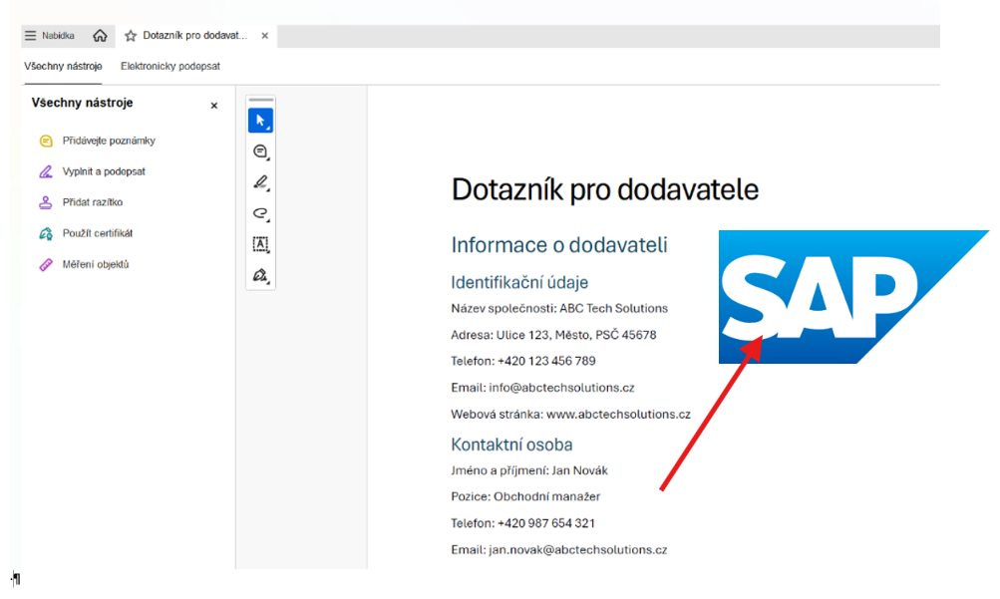 Nabídka
Dotazník pro dodavat...
Všechny nástroje
Elektronicky podepsat
Všechny nástroje
Přidávejte poznámky
Vyplnit a podepsat
Přidat razítko
Použít certifikát
Měření objektů
Dotazník pro dodavatele
Informace o dodavateli
Identifikační údaje
Název společnosti: ABC Tech Solutions
Adresa: Ulice 123, Město, PSČ 45678
Telefon: +420 123 456 789
Email: info@abctechsolutions.cz
Webová stránka: www.abctechsolutions.cz
SAP
Kontaktní osoba
Jméno a příjmení: Jan Novák
Pozice: Obchodní manažer
Telefon: +420 987 654 321
Email: jan.novak@abctechsolutions.cz